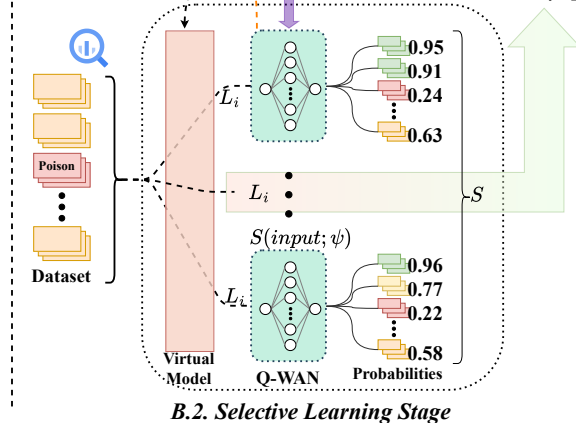 0.95
0.91
0.24
0.63
Poison
Dataset
L_i
L_i
L_i
S
S(input; ψ)
0.96
0.77
0.22
0.58
Virtual
Model
Q-WAN
Probabilities
B.2. Selective Learning Stage